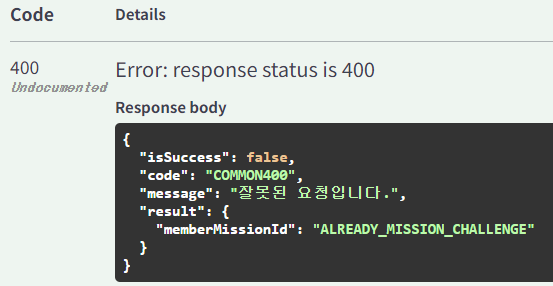 Code Details
400 Error: response status is 400
Undocumented
Response body
{
  "isSuccess": false,
  "code": "COMMON400",
  "message": "잘못된 요청입니다.",
  "result": {
    "memberMissionId": "ALREADY_MISSION_CHALLENGE"
  }
}